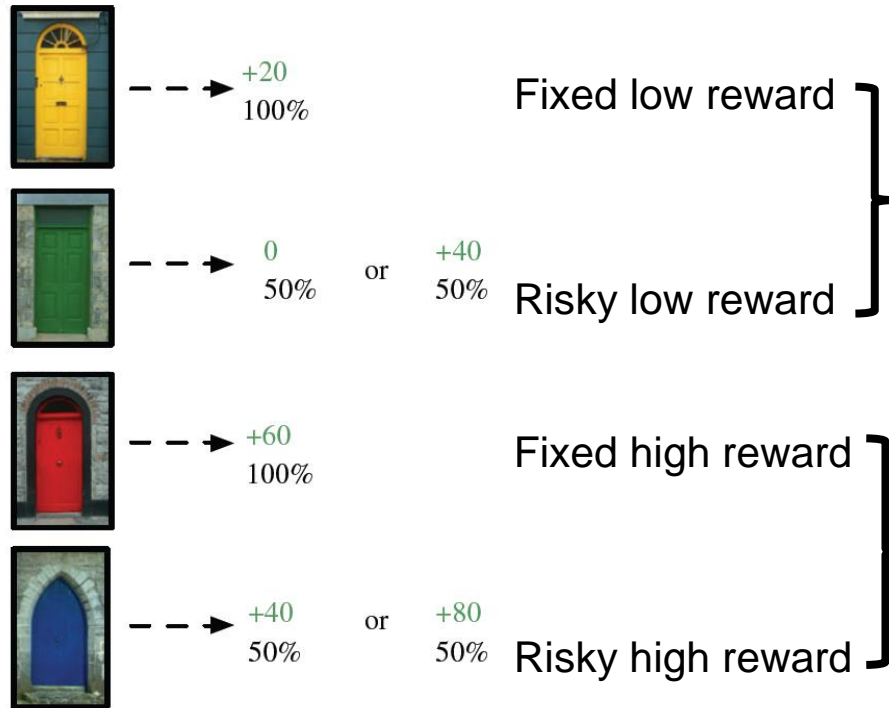 +20
100%
Fixed low reward
0
50%
or
+40
50%
Risky low reward
+60
100%
Fixed high reward
+40
50%
or
+80
50%
Risky high reward